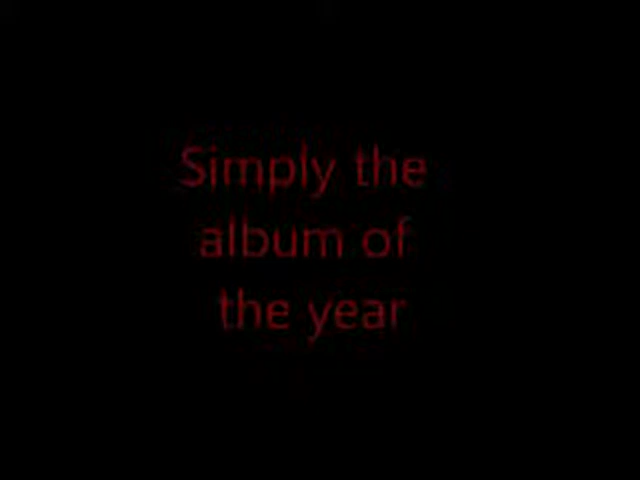 Simply the
album of
the year